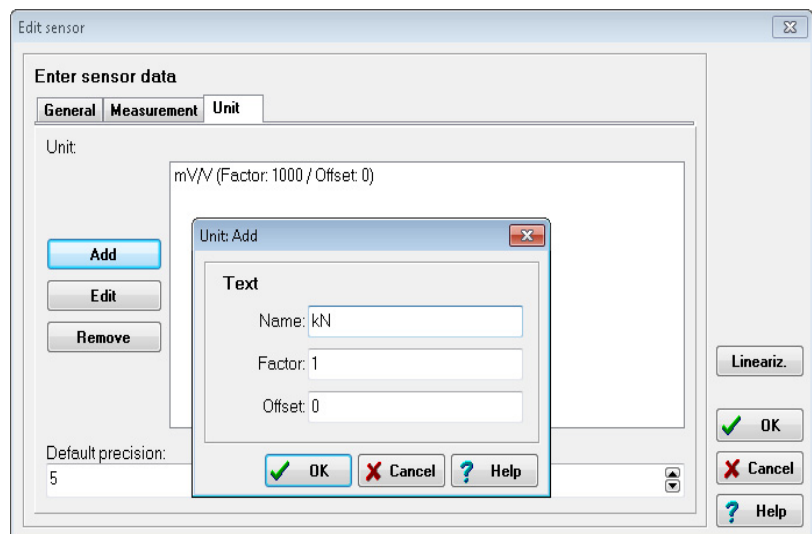 Edit sensor
Enter sensor data
General Measurement Unit
Unit:
mV/V (Factor: 1000 / Offset: 0)
Add
Edit
Remove
Unit: Add
Text
Name: kN
Factor: 1
Offset: 0
OK Cancel ? Help
Default precision:
5
Lineariz.
OK
Cancel
? Help